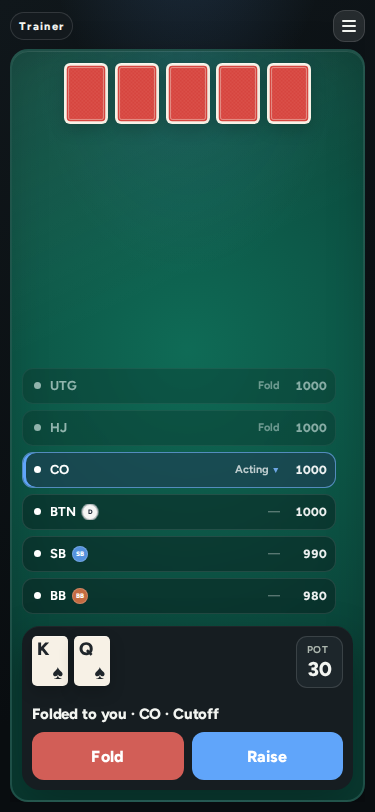 Trainer
UTG Fold 1000
HJ Fold 1000
CO Acting ▾ 1000
BTN D — 1000
SB SB — 990
BB BB — 980
K♠ Q♠
POT
30
Folded to you · CO · Cutoff
Fold Raise